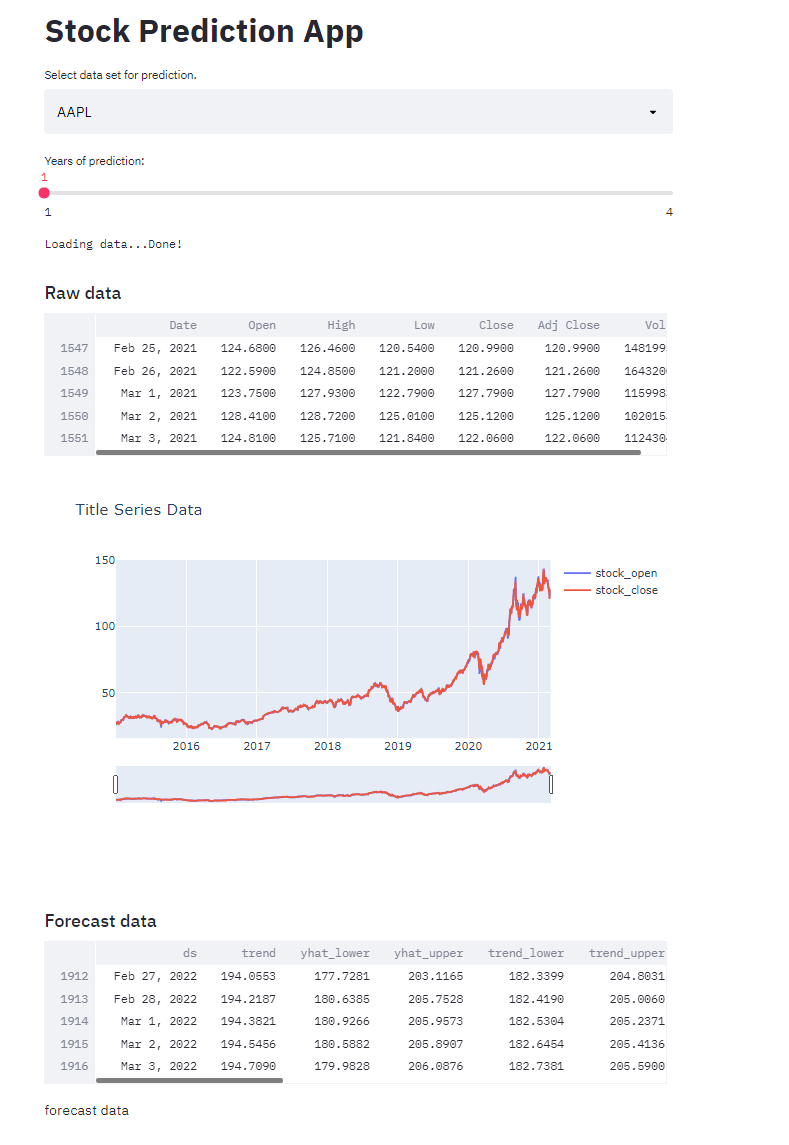 Stock Prediction App
Select data set for prediction.
AAPL
Years of prediction:
1
1 4
Loading data...Done!
Raw data
Date Open High Low Close Adj Close Vol
1547 Feb 25, 2021 124.6800 126.4600 120.5400 120.9900 120.9900 148199
1548 Feb 26, 2021 122.5900 124.8500 121.2000 121.2600 121.2600 164320
1549 Mar 1, 2021 123.7500 127.9300 122.7900 127.7900 127.7900 115998
1550 Mar 2, 2021 128.4100 128.7200 125.0100 125.1200 125.1200 102015
1551 Mar 3, 2021 124.8100 125.7100 121.8400 122.0600 122.0600 112430
Title Series Data
150
stock_open
stock_close
100
50
2016 2017 2018 2019 2020 2021
Forecast data
ds trend yhat_lower yhat_upper trend_lower trend_upper
1912 Feb 27, 2022 194.0553 177.7281 203.1165 182.3399 204.8031
1913 Feb 28, 2022 194.2187 180.6385 205.7528 182.4190 205.0060
1914 Mar 1, 2022 194.3821 180.9266 205.9573 182.5304 205.2371
1915 Mar 2, 2022 194.5456 180.5882 205.8907 182.6454 205.4136
1916 Mar 3, 2022 194.7090 179.9828 206.0876 182.7381 205.5900
forecast data